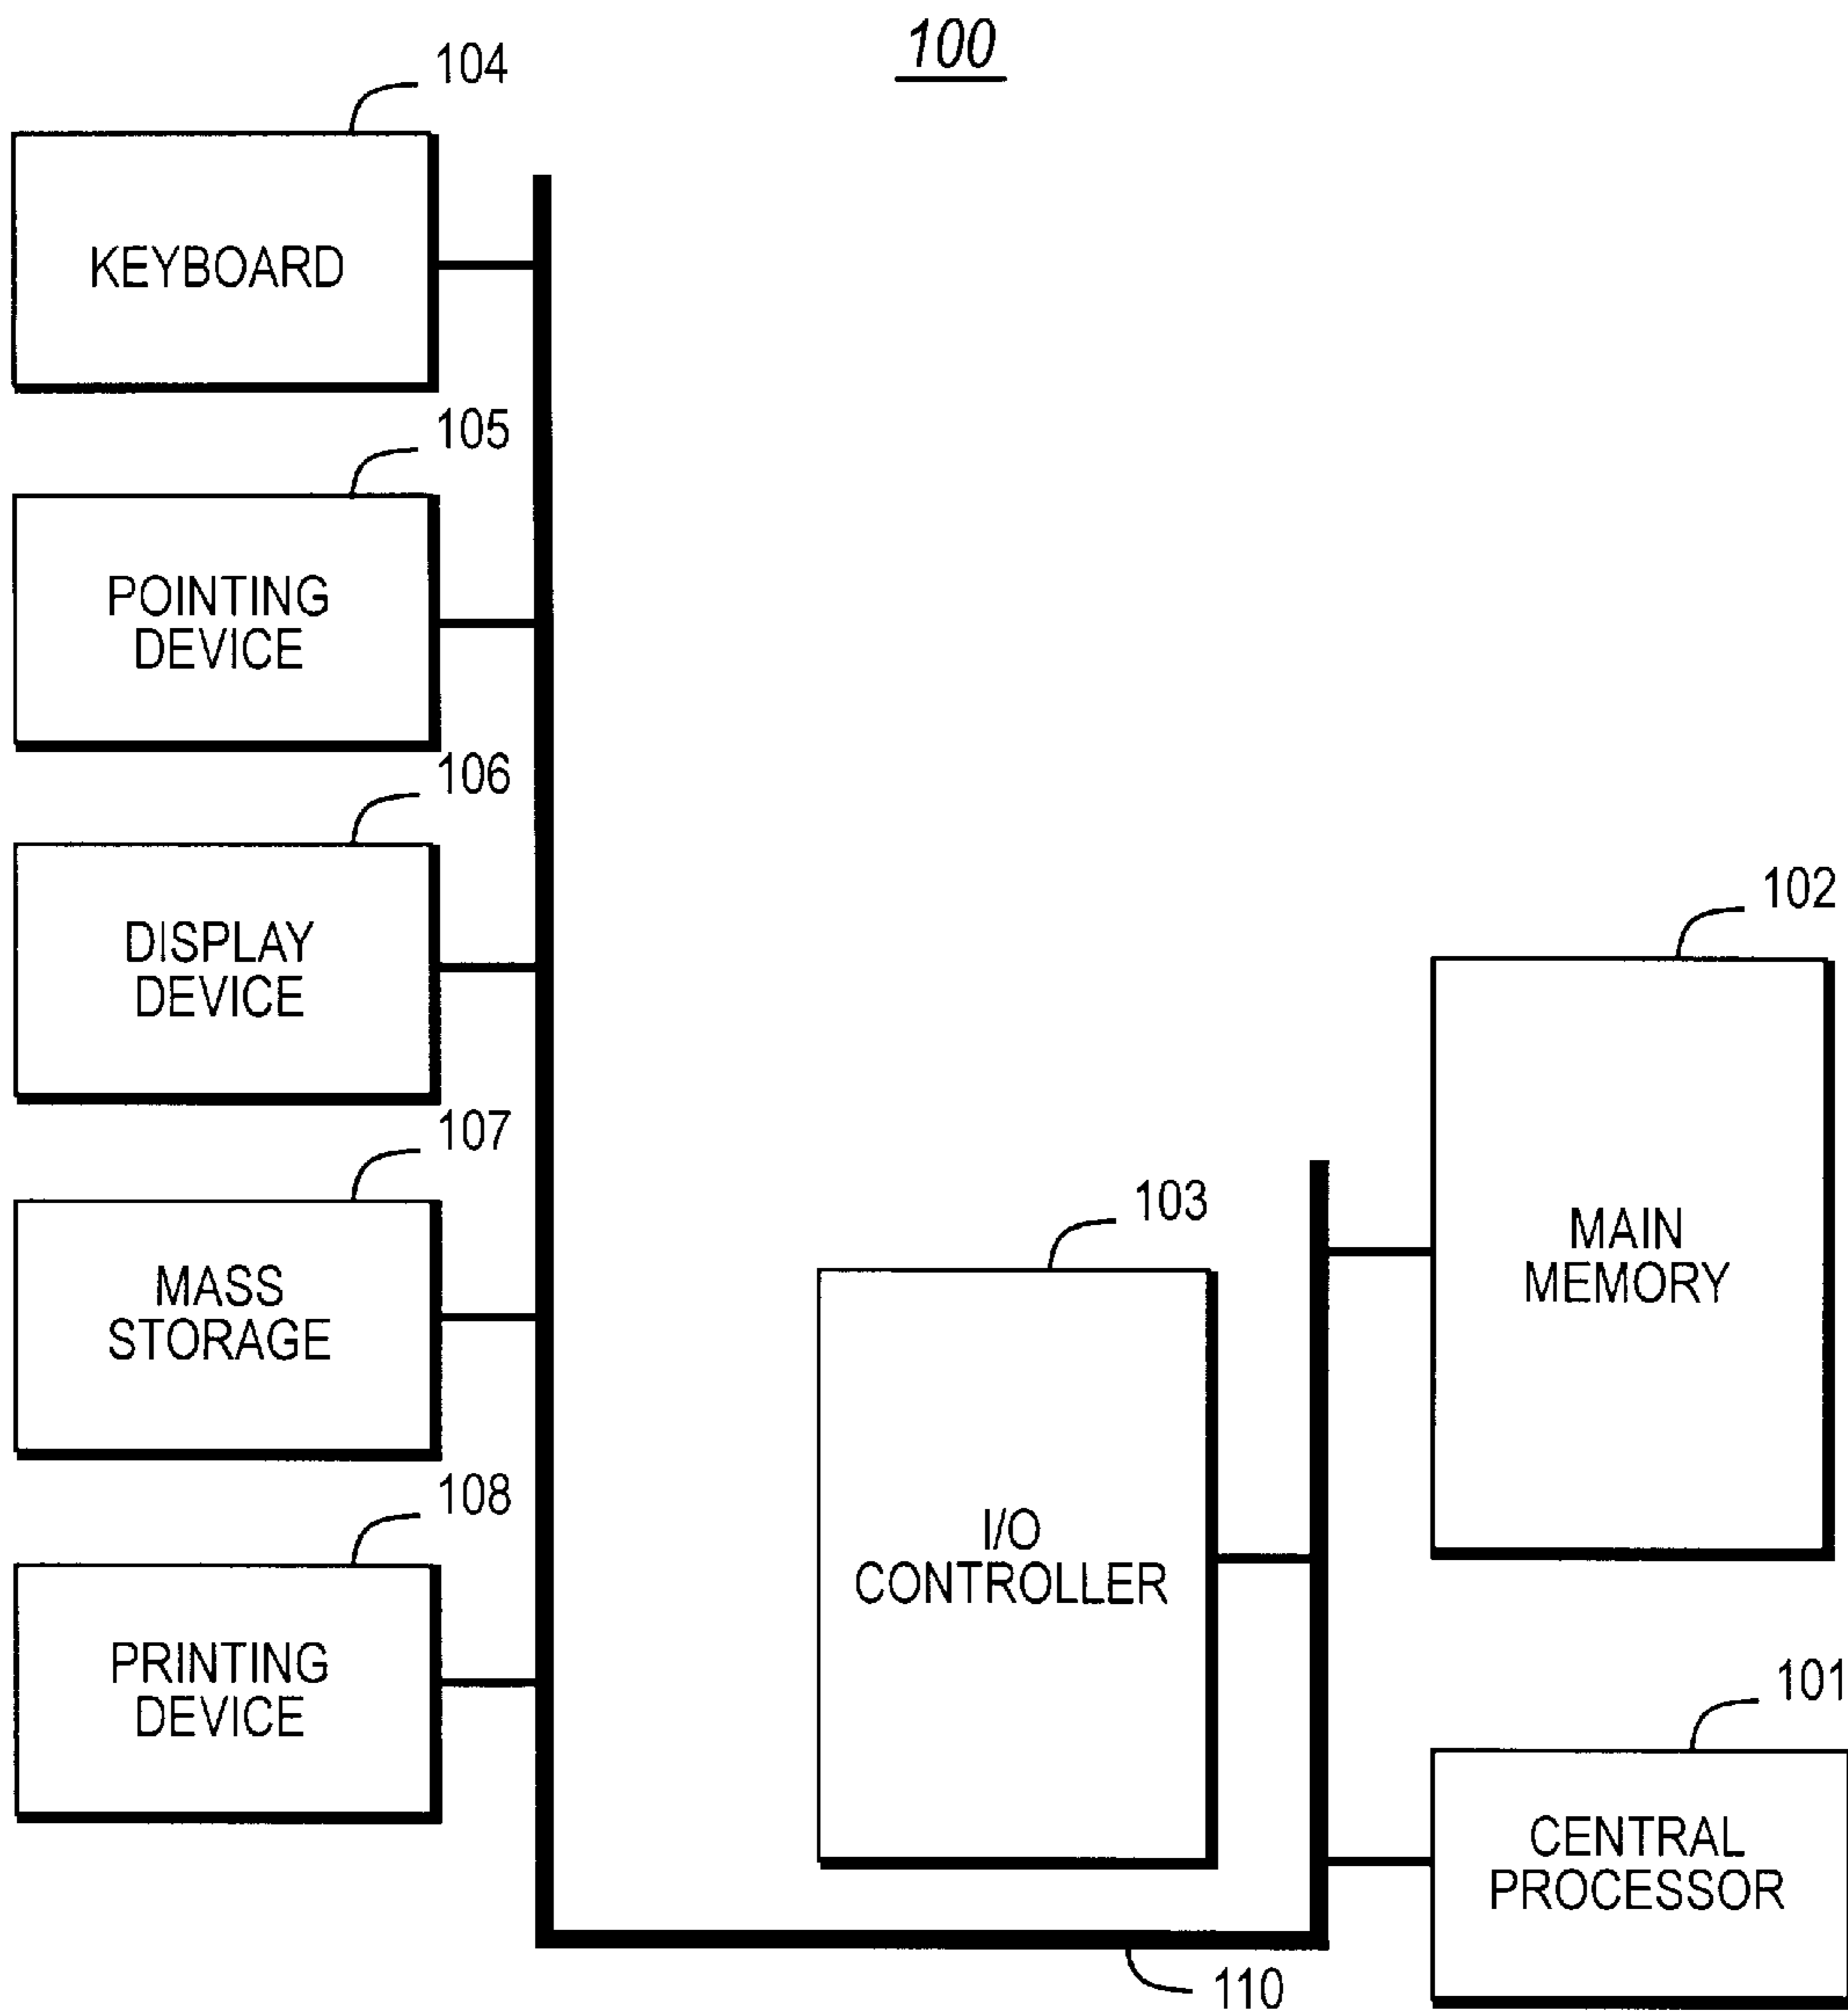 100
104
KEYBOARD
105
POINTING
DEVICE
106
DISPLAY
DEVICE
107
MASS
STORAGE
108
PRINTING
DEVICE
103
I/O
CONTROLLER
102
MAIN
MEMORY
101
CENTRAL
PROCESSOR
110